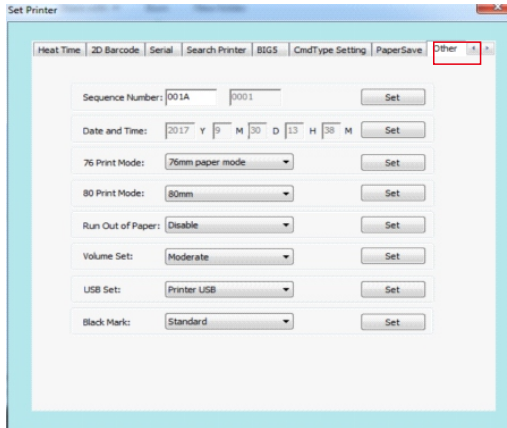 Set Printer
Heat Time 2D Barcode Serial Search Printer BIGS CmdType Setting PaperSave Other
Sequence Number: 001A 0001 Set
Date and Time: 2017 Y 9 M 30 D 13 H 38 M Set
76 Print Mode: 76mm paper mode Set
80 Print Mode: 80mm Set
Run Out of Paper: Disable Set
Volume Set: Moderate Set
USB Set: Printer USB Set
Black Mark: Standard Set